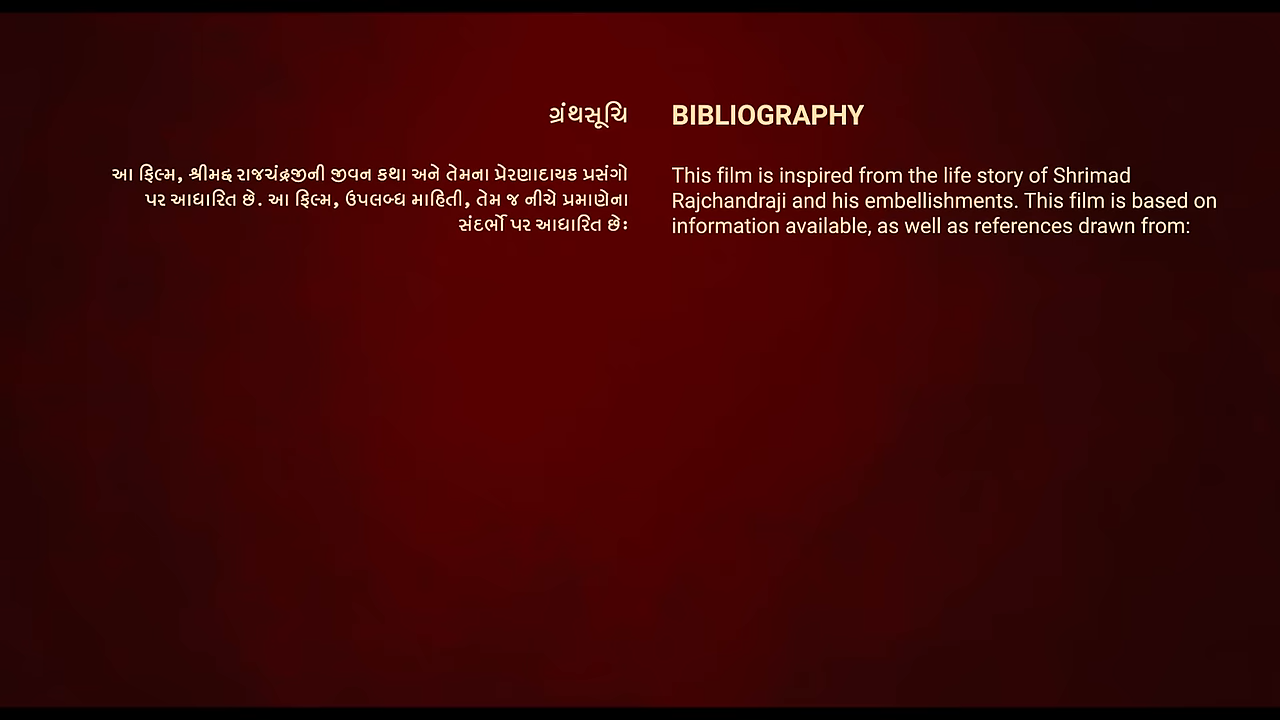 ગ્રંથસૂચિ
આ ફિલ્મ, શ્રીમદ્દ રાજચંદ્રજીની જીવન કથા અને તેમના પ્રેરણાદાયક પ્રસંગો
પર આધારિત છે. આ ફિલ્મ, ઉપલબ્ધ માહિતી, તેમ જ નીચે પ્રમાણેના
સંદર્ભો પર આધારિત છેઃ
BIBLIOGRAPHY
This film is inspired from the life story of Shrimad
Rajchandraji and his embellishments. This film is based on
information available, as well as references drawn from: